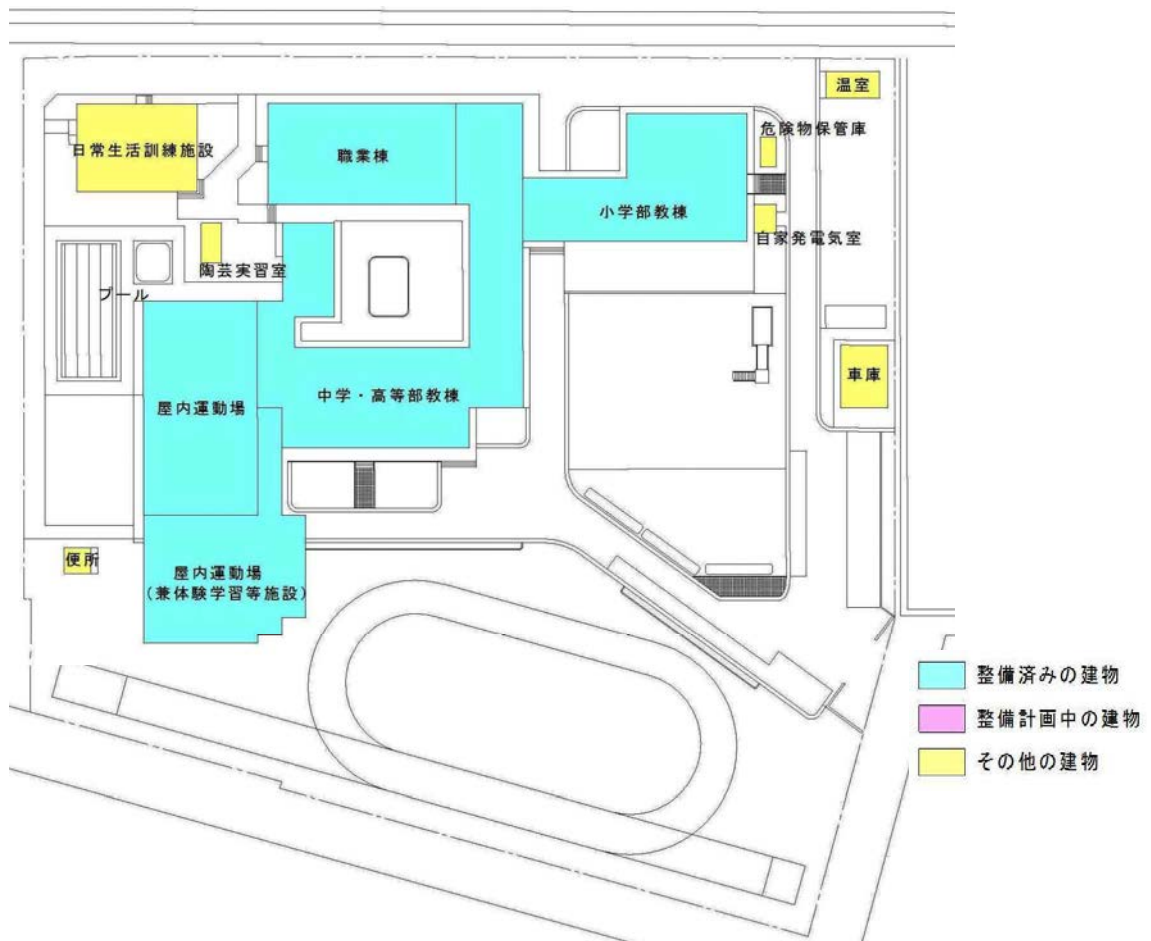 温室
危険物保管庫
日常生活訓練施設
職業棟
小学部教棟
自家発電気室
陶芸実習室
プール
車庫
中学・高等部教棟
屋内運動場
便所
屋内運動場
(兼体験学習等施設)
整備済みの建物
整備計画中の建物
その他の建物